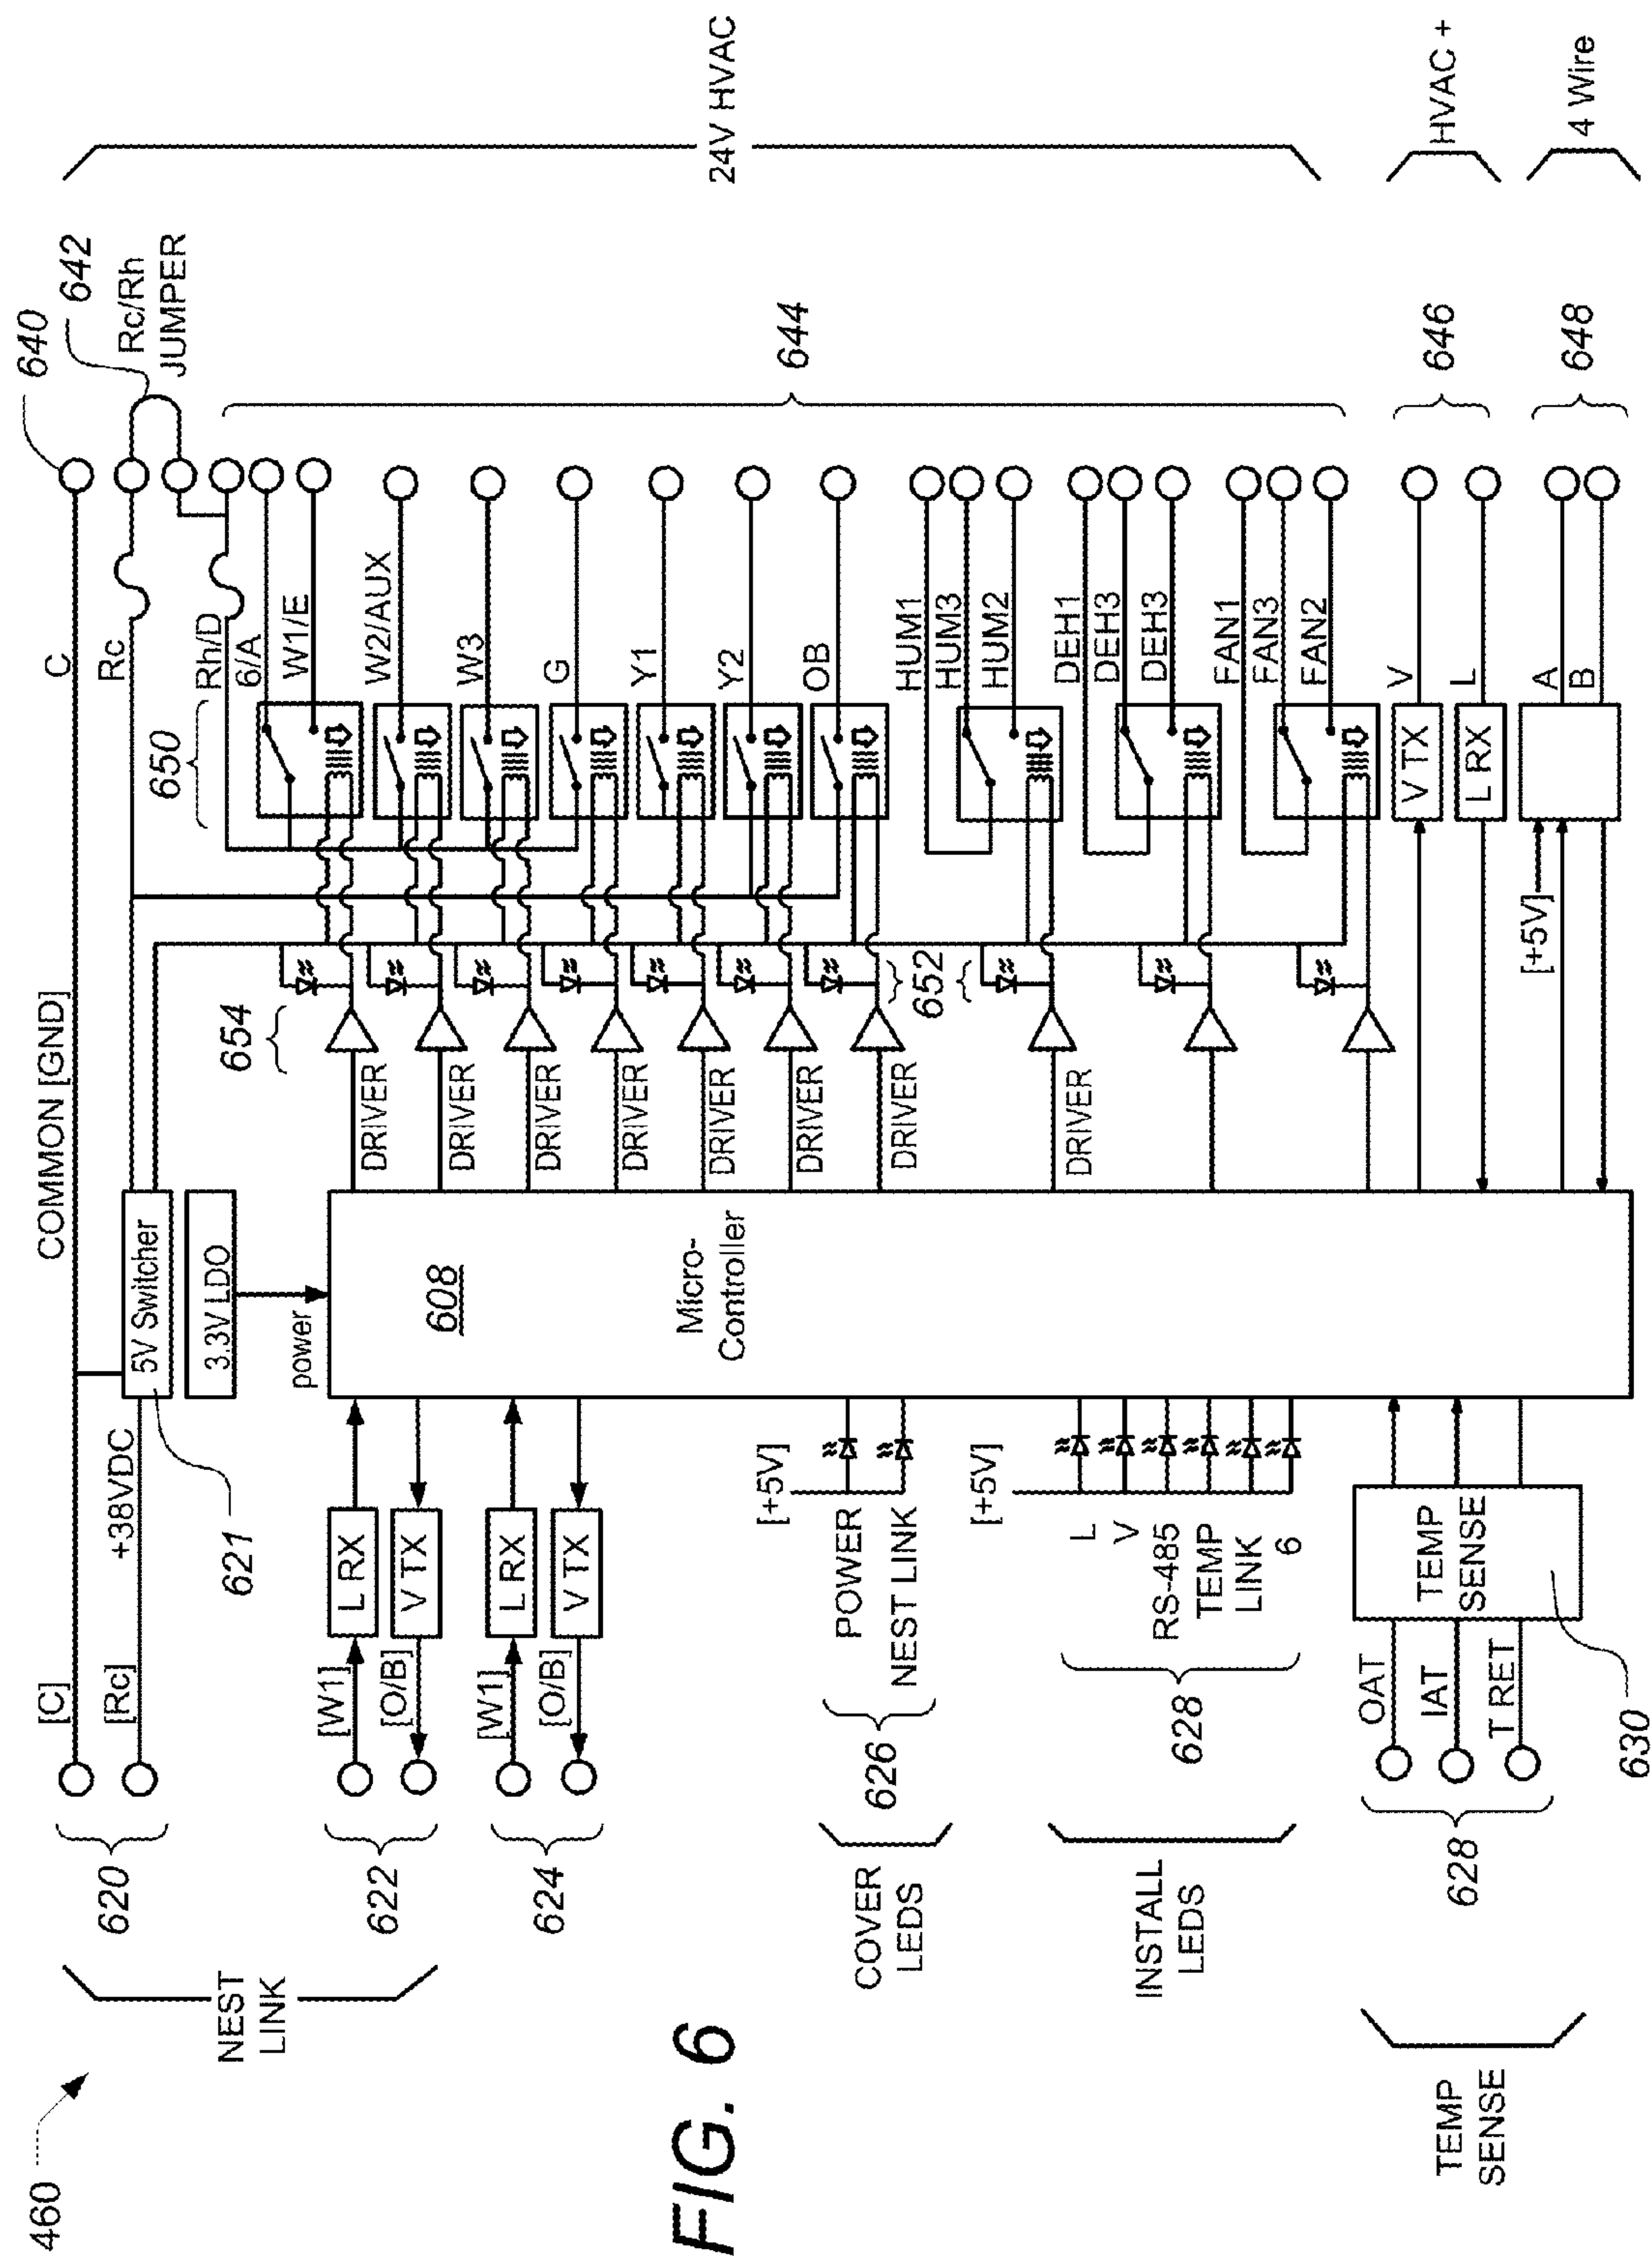 460
NEST
LINK
620
622
624
[C]
[Rc]
+38VDC
621
COMMON [GND]
5V Switcher
3.3V LDO
power
[W1]
L RX
[O/B]
V TX
[W1]
L RX
[O/B]
V TX
608
Micro-
Controller
COVER
LEDS
626
[+5V]
POWER
NEST LINK
INSTALL
LEDS
628
[+5V]
L
V
RS-485
TEMP
LINK
6
TEMP
SENSE
628
OAT
IAT
T RET
TEMP
SENSE
630
DRIVER
DRIVER
DRIVER
DRIVER
DRIVER
DRIVER
DRIVER
DRIVER
654
652
650
C
Rc
Rh/D
6/A
W1/E
W2/AUX
W3
G
Y1
Y2
OB
HUM1
HUM3
HUM2
DEH1
DEH3
DEH3
FAN1
FAN3
FAN2
V TX
V
L RX
L
[+5V]
A
B
640
642
Rc/Rh
JUMPER
644
646
648
24V HVAC
HVAC +
4 Wire
FIG. 6